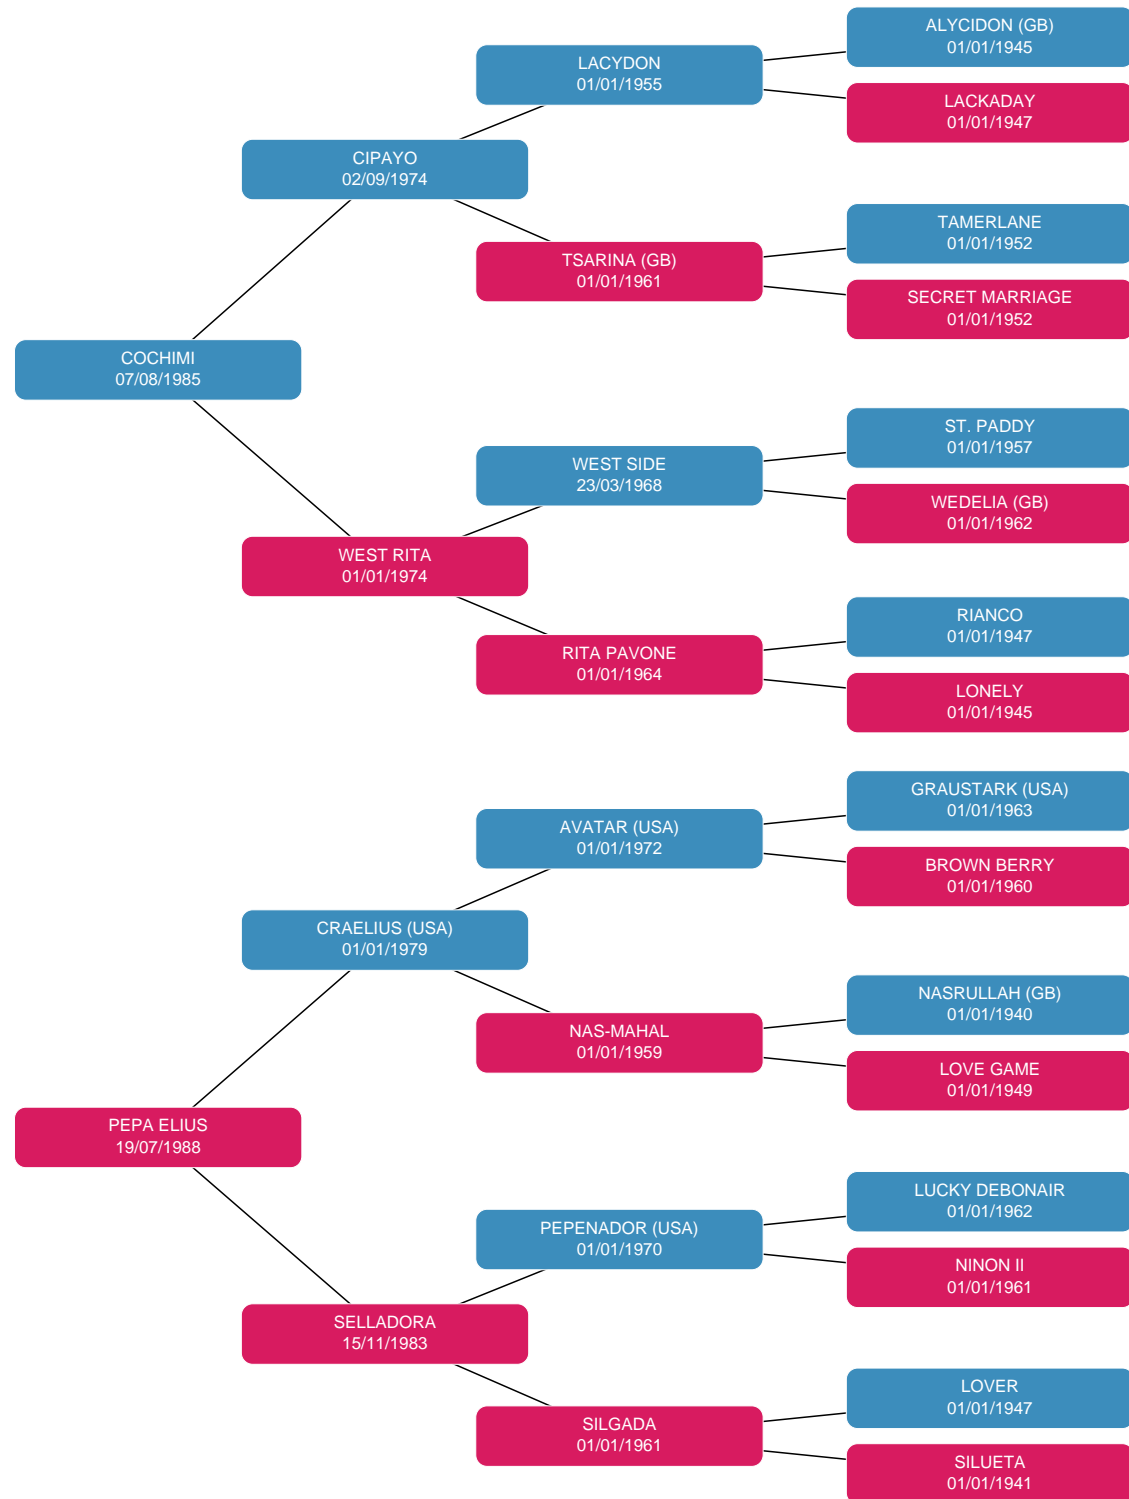 ALYCIDON (GB)
01/01/1945
LACYDON
01/01/1955
LACKADAY
01/01/1947
CIPAYO
02/09/1974
TAMERLANE
01/01/1952
TSARINA (GB)
01/01/1961
SECRET MARRIAGE
01/01/1952
COCHIMI
07/08/1985
ST. PADDY
01/01/1957
WEST SIDE
23/03/1968
WEDELIA (GB)
01/01/1962
WEST RITA
01/01/1974
RIANCO
01/01/1947
RITA PAVONE
01/01/1964
LONELY
01/01/1945
GRAUSTARK (USA)
01/01/1963
AVATAR (USA)
01/01/1972
BROWN BERRY
01/01/1960
CRAELIUS (USA)
01/01/1979
NASRULLAH (GB)
01/01/1940
NAS-MAHAL
01/01/1959
LOVE GAME
01/01/1949
PEPA ELIUS
19/07/1988
LUCKY DEBONAIR
01/01/1962
PEPENADOR (USA)
01/01/1970
NINON II
01/01/1961
SELLADORA
15/11/1983
LOVER
01/01/1947
SILGADA
01/01/1961
SILUETA
01/01/1941